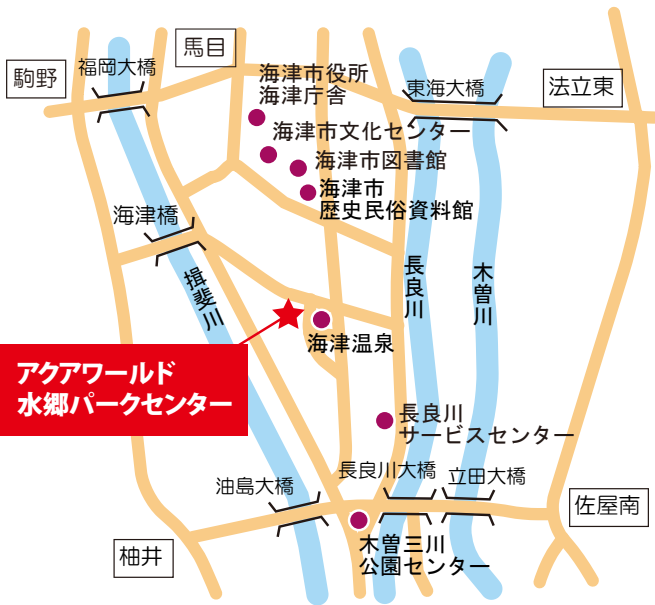 馬目
駒野
福岡大橋
海津市役所
海津庁舎
東海大橋
法立東
海津市文化センター
海津市図書館
海津市
歴史民俗資料館
海津橋
揖斐川
長良川
木曽川
海津温泉
アクアワールド
水郷パークセンター
長良川
サービスセンター
油島大橋
長良川大橋
立田大橋
佐屋南
柚井
木曽三川
公園センター